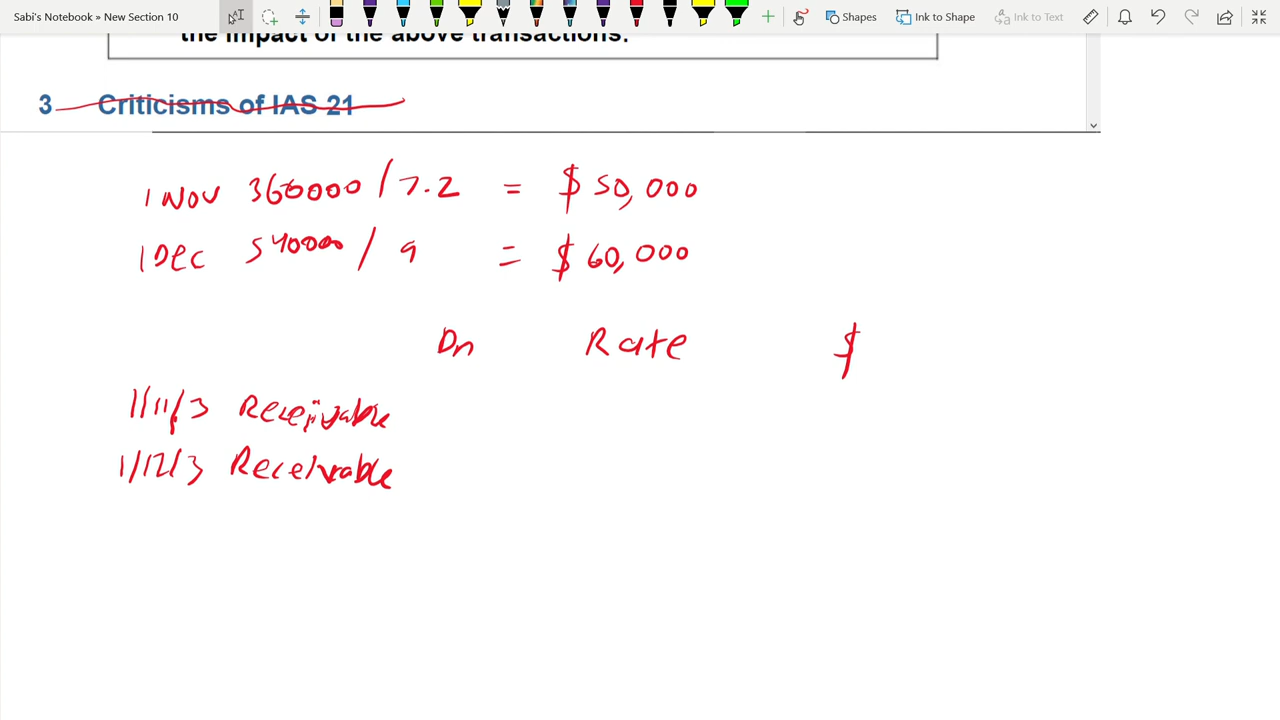 Sabi's Notebook » New Section 10
Shapes
Ink to Shape
Ink to Text
the impact of the above transactions.
3 Criticisms of IAS 21
1 Nov 360000 / 7.2 = $ 50,000
1 Dec 540000 / 9 = $ 60,000
Dn Rate $
1/11/3 Receivable
1/12/3 Receivable